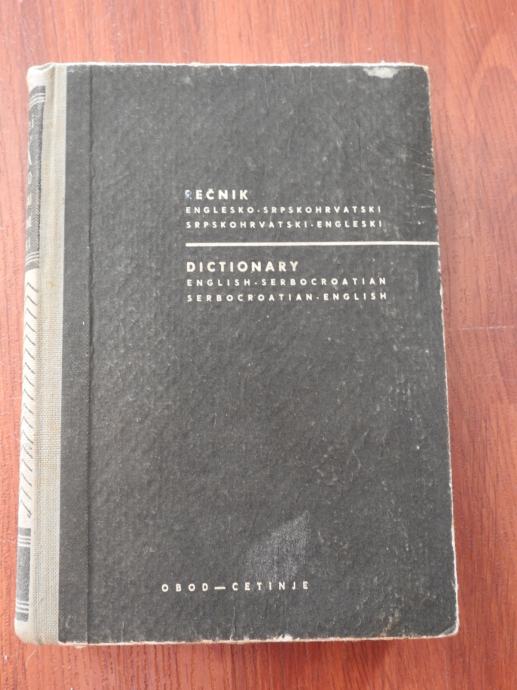 REČNIK
ENGLESKO-SRPSKOHRVATSKI
SRPSKOHRVATSKI-ENGLESKI
DICTIONARY
ENGLISH-SERBOCROATIAN
SERBOCROATIAN-ENGLISH
OBOD—CETINJE